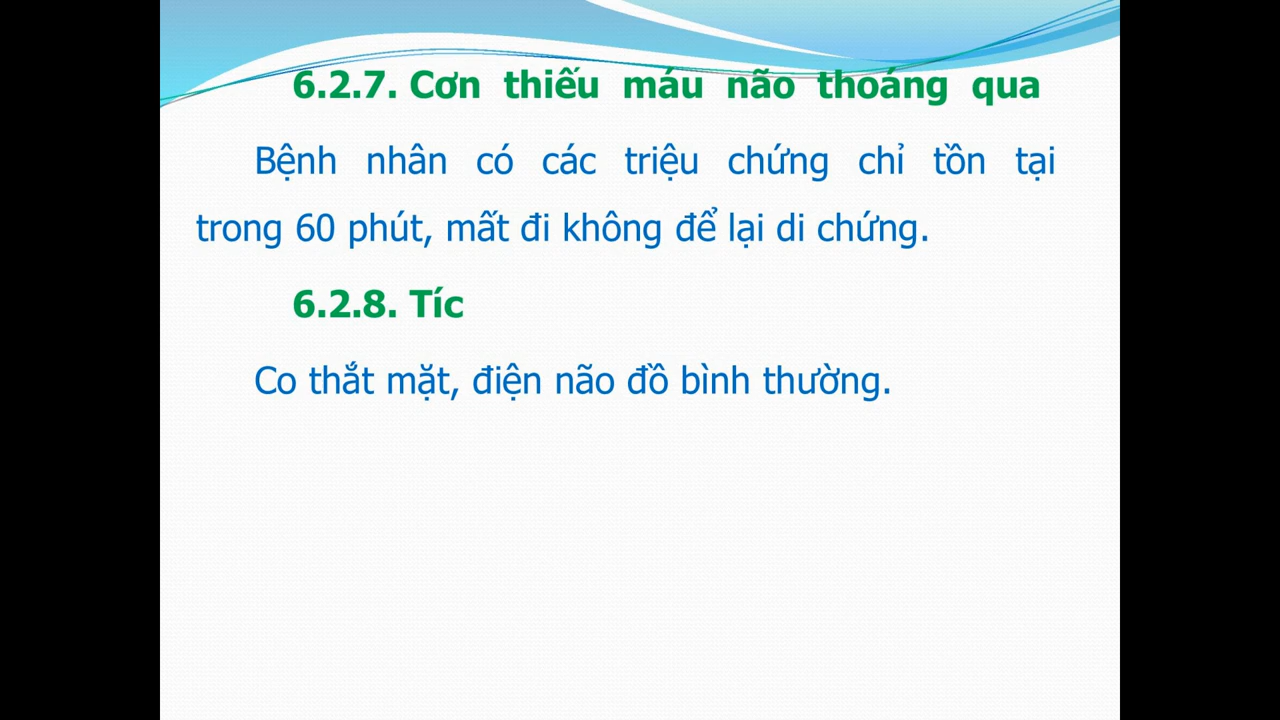 6.2.7. Cơn thiếu máu não thoáng qua
Bệnh nhân có các triệu chứng chỉ tồn tại
trong 60 phút, mất đi không để lại di chứng.
6.2.8. Tíc
Co thắt mặt, điện não đồ bình thường.